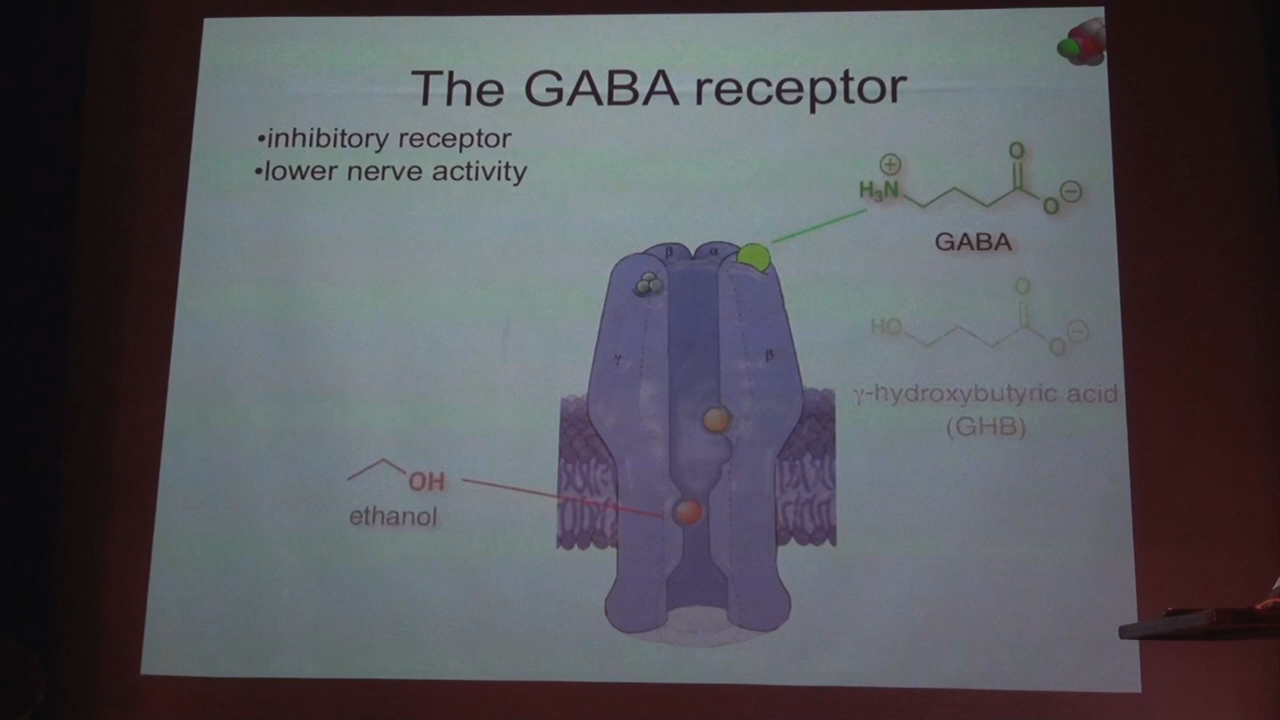 The GABA receptor
•inhibitory receptor
•lower nerve activity
⊕
H₃N
O
O⊖
GABA
β α
γ
β
HO
O
O⊖
γ-hydroxybutyric acid
(GHB)
OH
ethanol